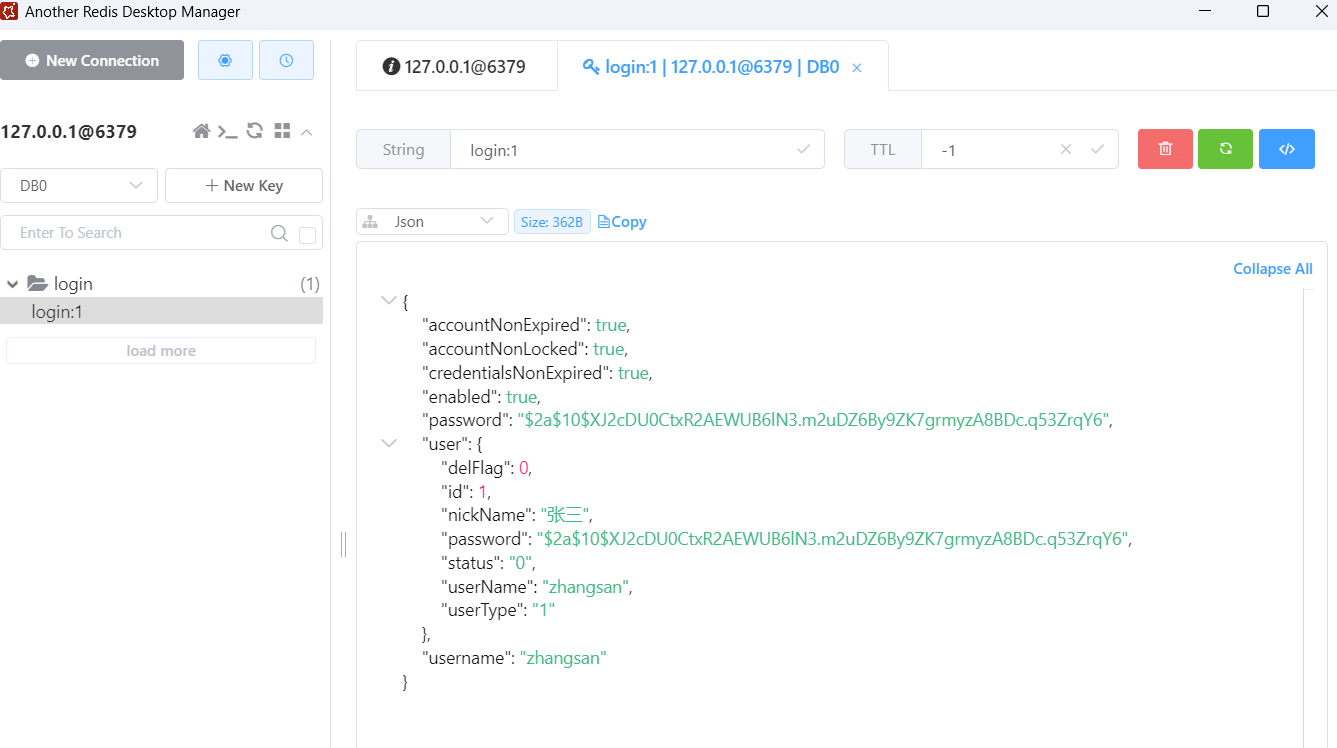 Another Redis Desktop Manager
New Connection
127.0.0.1@6379
login:1 | 127.0.0.1@6379 | DB0
127.0.0.1@6379
String
login:1
TTL
-1
DB0
New Key
Enter To Search
Json
Size: 362B
Copy
login
(1)
login:1
load more
Collapse All
{
"accountNonExpired": true,
"accountNonLocked": true,
"credentialsNonExpired": true,
"enabled": true,
"password": "$2a$10$XJ2cDU0CtxR2AEWUB6lN3.m2uDZ6By9ZK7grmyzA8BDc.q53ZrqY6",
"user": {
"delFlag": 0,
"id": 1,
"nickName": "张三",
"password": "$2a$10$XJ2cDU0CtxR2AEWUB6lN3.m2uDZ6By9ZK7grmyzA8BDc.q53ZrqY6",
"status": "0",
"userName": "zhangsan",
"userType": "1"
},
"username": "zhangsan"
}